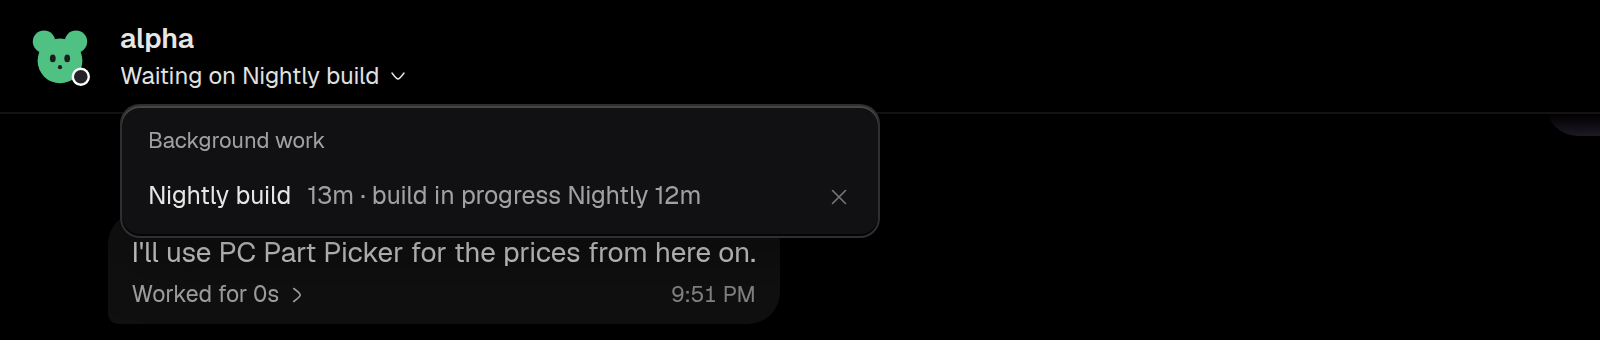 alpha
Waiting on Nightly build
Background work
Nightly build 13m · build in progress Nightly 12m
I'll use PC Part Picker for the prices from here on.
Worked for 0s
9:51 PM